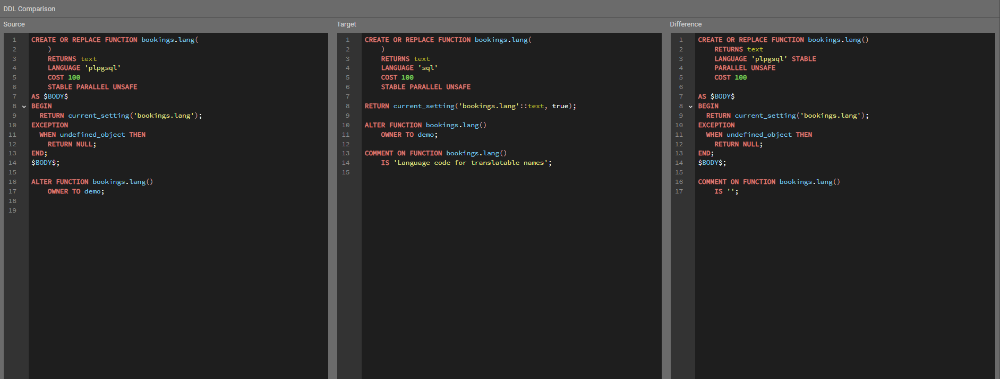 DDL Comparison
Source
1 CREATE OR REPLACE FUNCTION bookings.lang(
2     )
3     RETURNS text
4     LANGUAGE 'plpgsql'
5     COST 100
6     STABLE PARALLEL UNSAFE
7 AS $BODY$
8 BEGIN
9   RETURN current_setting('bookings.lang');
10 EXCEPTION
11   WHEN undefined_object THEN
12     RETURN NULL;
13 END;
14 $BODY$;
15
16 ALTER FUNCTION bookings.lang()
17     OWNER TO demo;
18
19
Target
1 CREATE OR REPLACE FUNCTION bookings.lang(
2     )
3     RETURNS text
4     LANGUAGE 'sql'
5     COST 100
6     STABLE PARALLEL UNSAFE
7
8 RETURN current_setting('bookings.lang'::text, true);
9
10 ALTER FUNCTION bookings.lang()
11     OWNER TO demo;
12
13 COMMENT ON FUNCTION bookings.lang()
14     IS 'Language code for translatable names';
15
Difference
1 CREATE OR REPLACE FUNCTION bookings.lang()
2     RETURNS text
3     LANGUAGE 'plpgsql' STABLE
4     PARALLEL UNSAFE
5     COST 100
6
7 AS $BODY$
8 BEGIN
9   RETURN current_setting('bookings.lang');
10 EXCEPTION
11   WHEN undefined_object THEN
12     RETURN NULL;
13 END;
14 $BODY$;
15
16 COMMENT ON FUNCTION bookings.lang()
17     IS '';